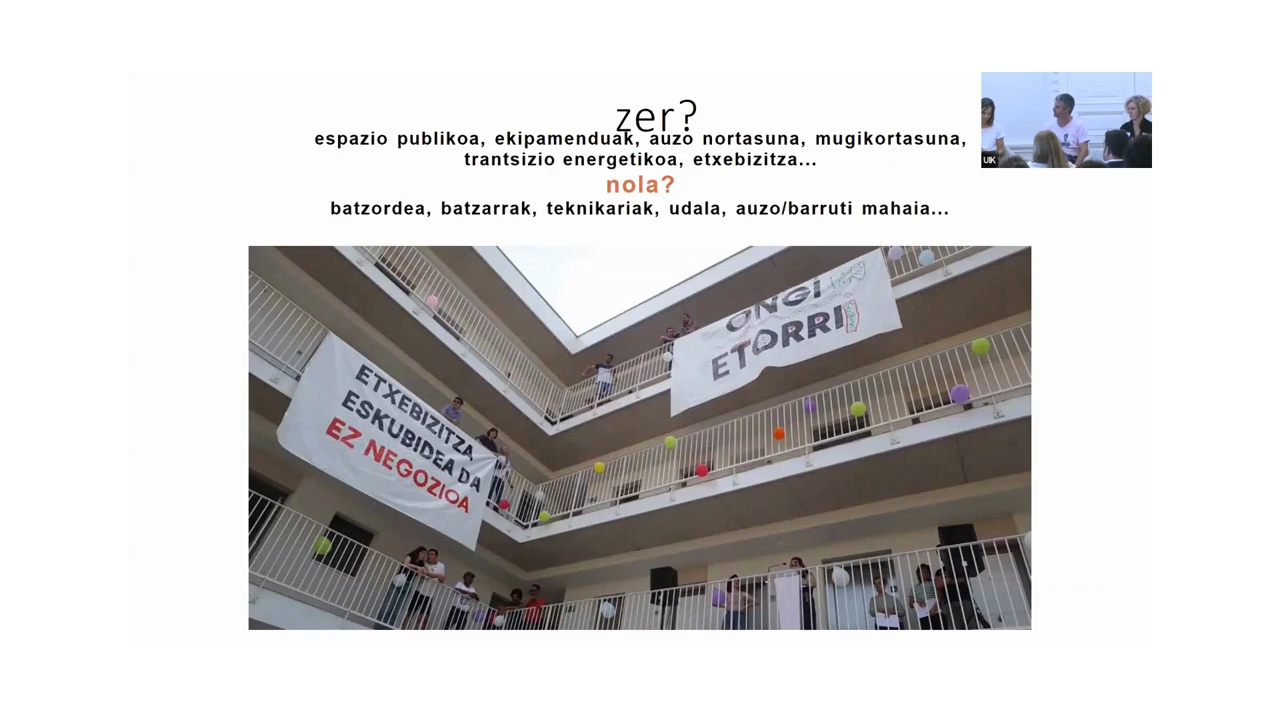 zer?
espazio publikoa, ekipamenduak, auzo nortasuna, mugikortasuna,
trantsizio energetikoa, etxebizitza...
nola?
batzordea, batzarrak, teknikariak, udala, auzo/barruti mahaia...
UIK
ONGI
ETORRI
ETXEBIZITZA
ESKUBIDEA DA
EZ NEGOZIOA